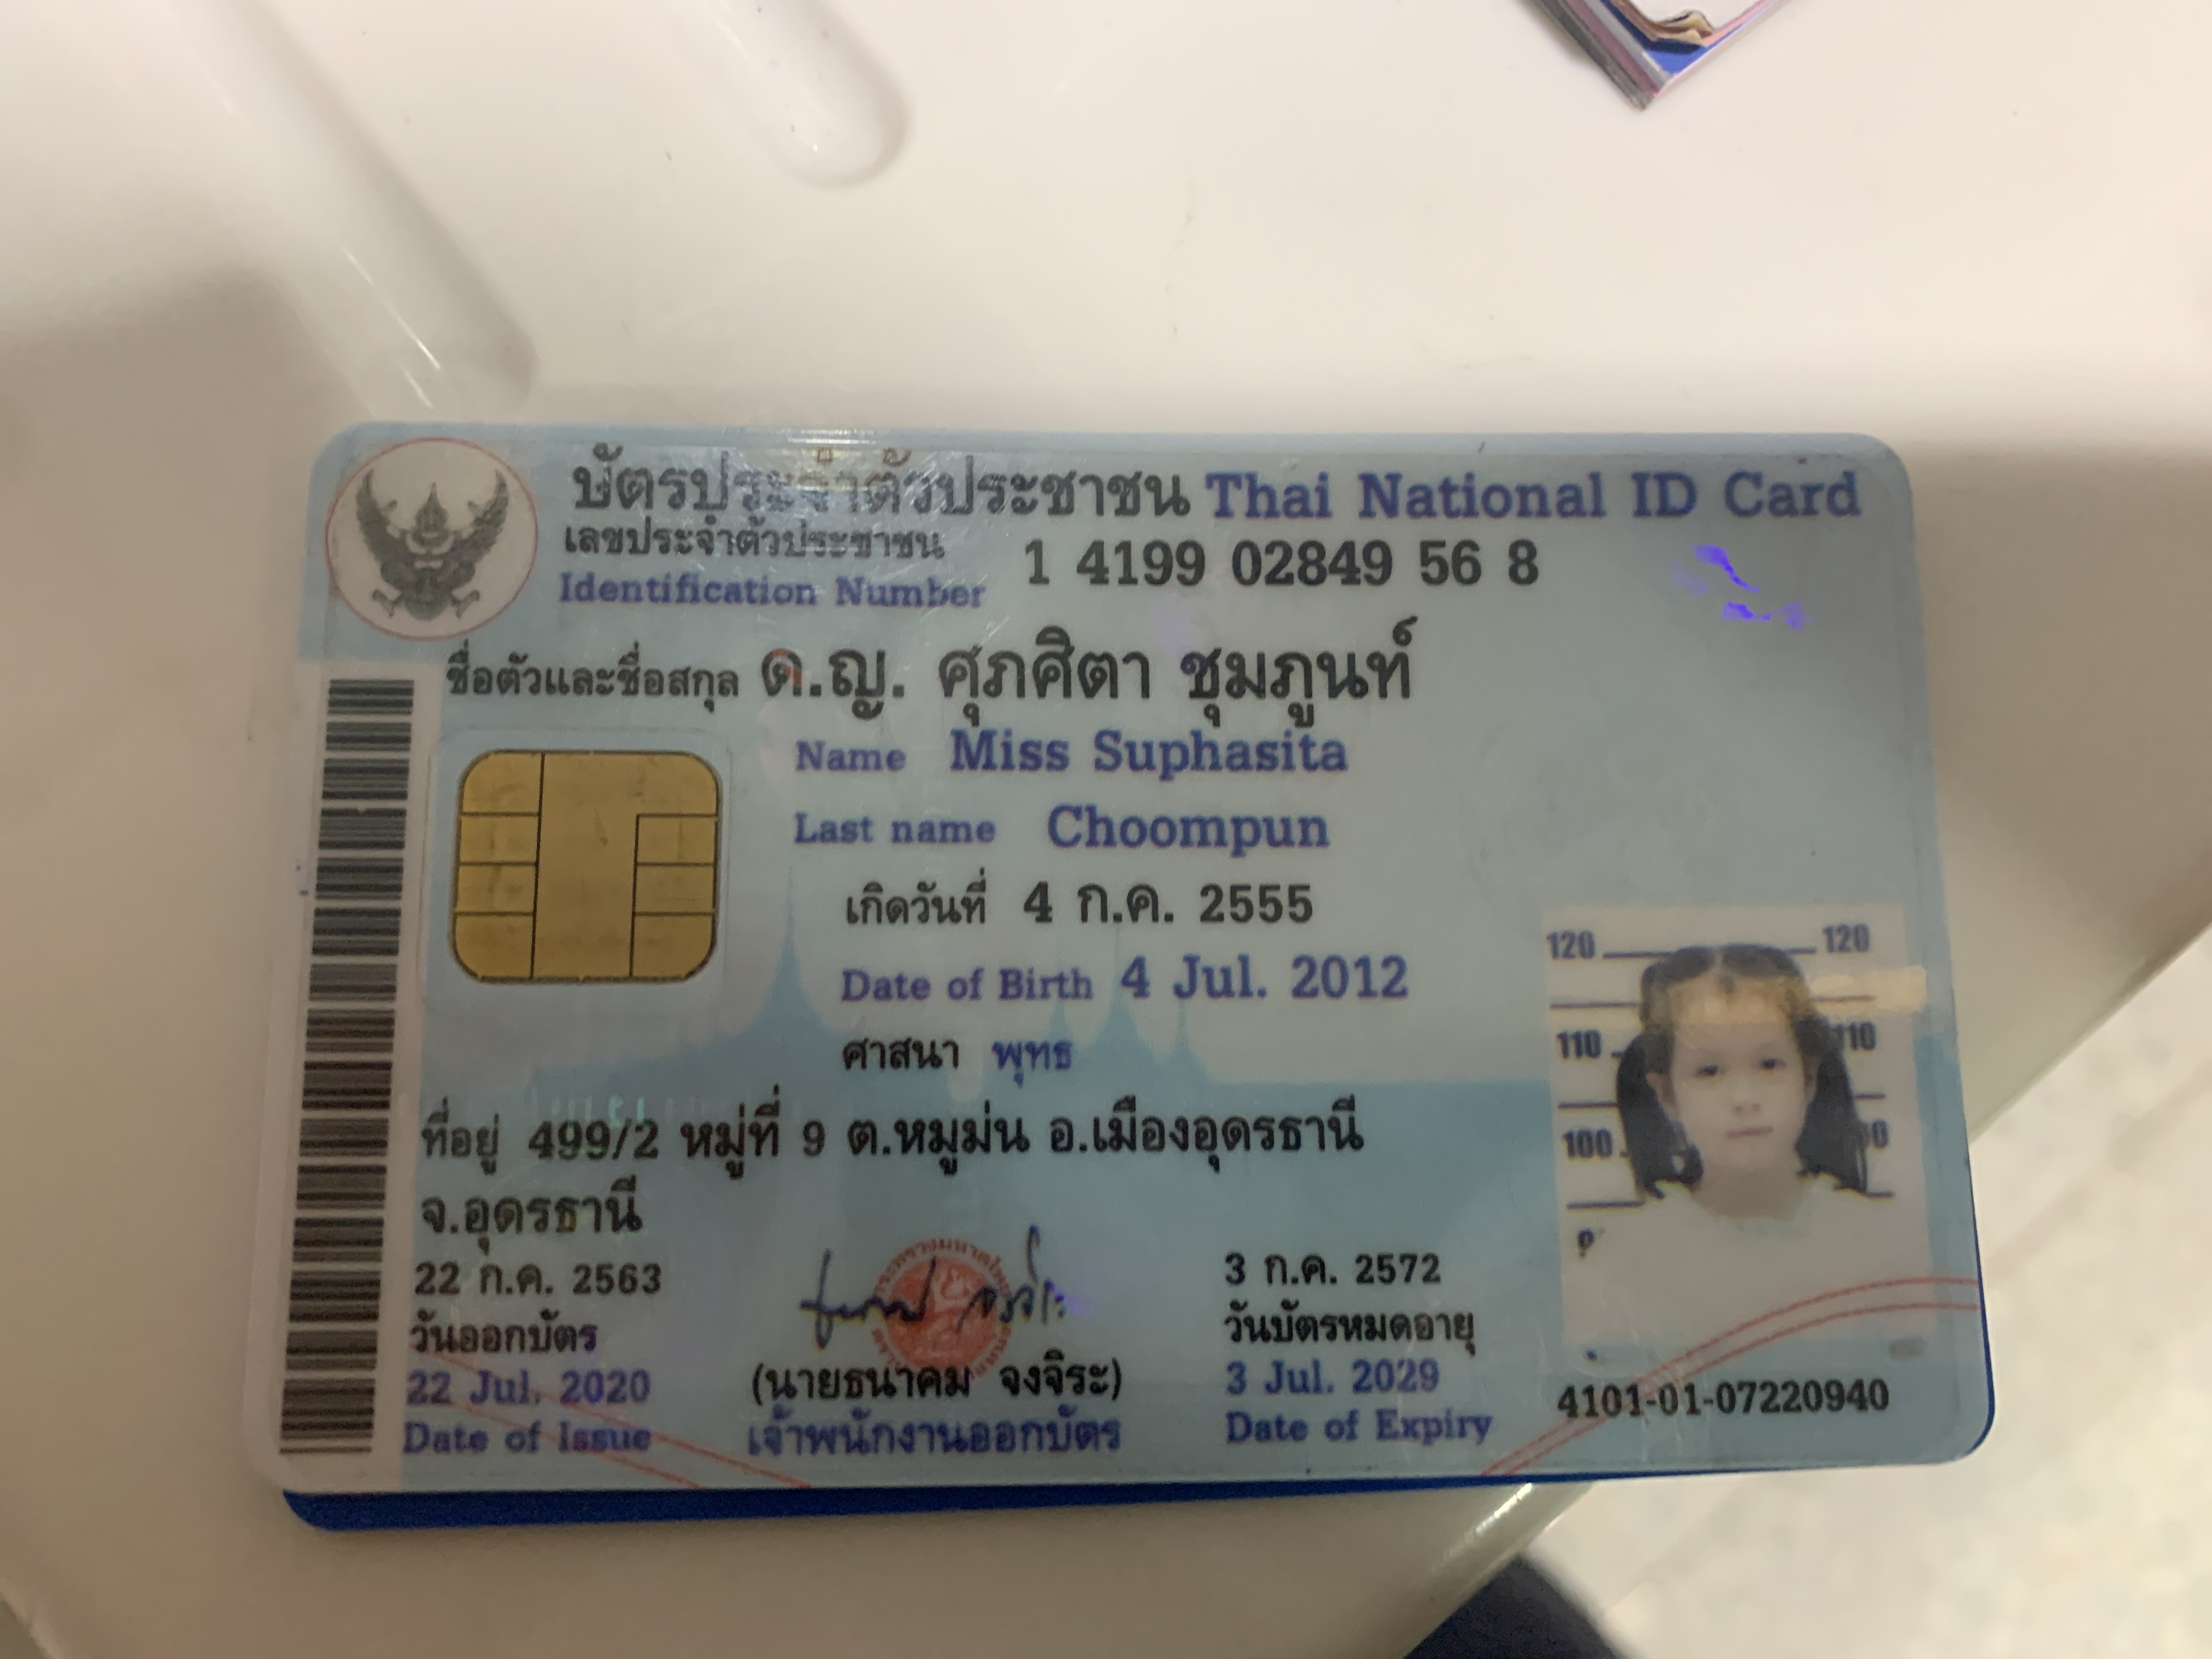 บัตรประจำตัวประชาชน Thai National ID Card
เลขประจำตัวประชาชน
Identification Number 1 4199 02849 56 8
ชื่อตัวและชื่อสกุล ด.ญ. ศุภศิตา ชุมภูนท์
Name Miss Suphasita
Last name Choompun
เกิดวันที่ 4 ก.ค. 2555
Date of Birth 4 Jul. 2012
ศาสนา พุทธ
ที่อยู่ 499/2 หมู่ที่ 9 ต.หมูม่น อ.เมืองอุดรธานี
จ.อุดรธานี
22 ก.ค. 2563
วันออกบัตร
22 Jul. 2020
Date of Issue
(นายธนาคม จงจิระ)
เจ้าพนักงานออกบัตร
3 ก.ค. 2572
วันบัตรหมดอายุ
3 Jul. 2029
Date of Expiry
120 120
110 110
100
4101-01-07220940